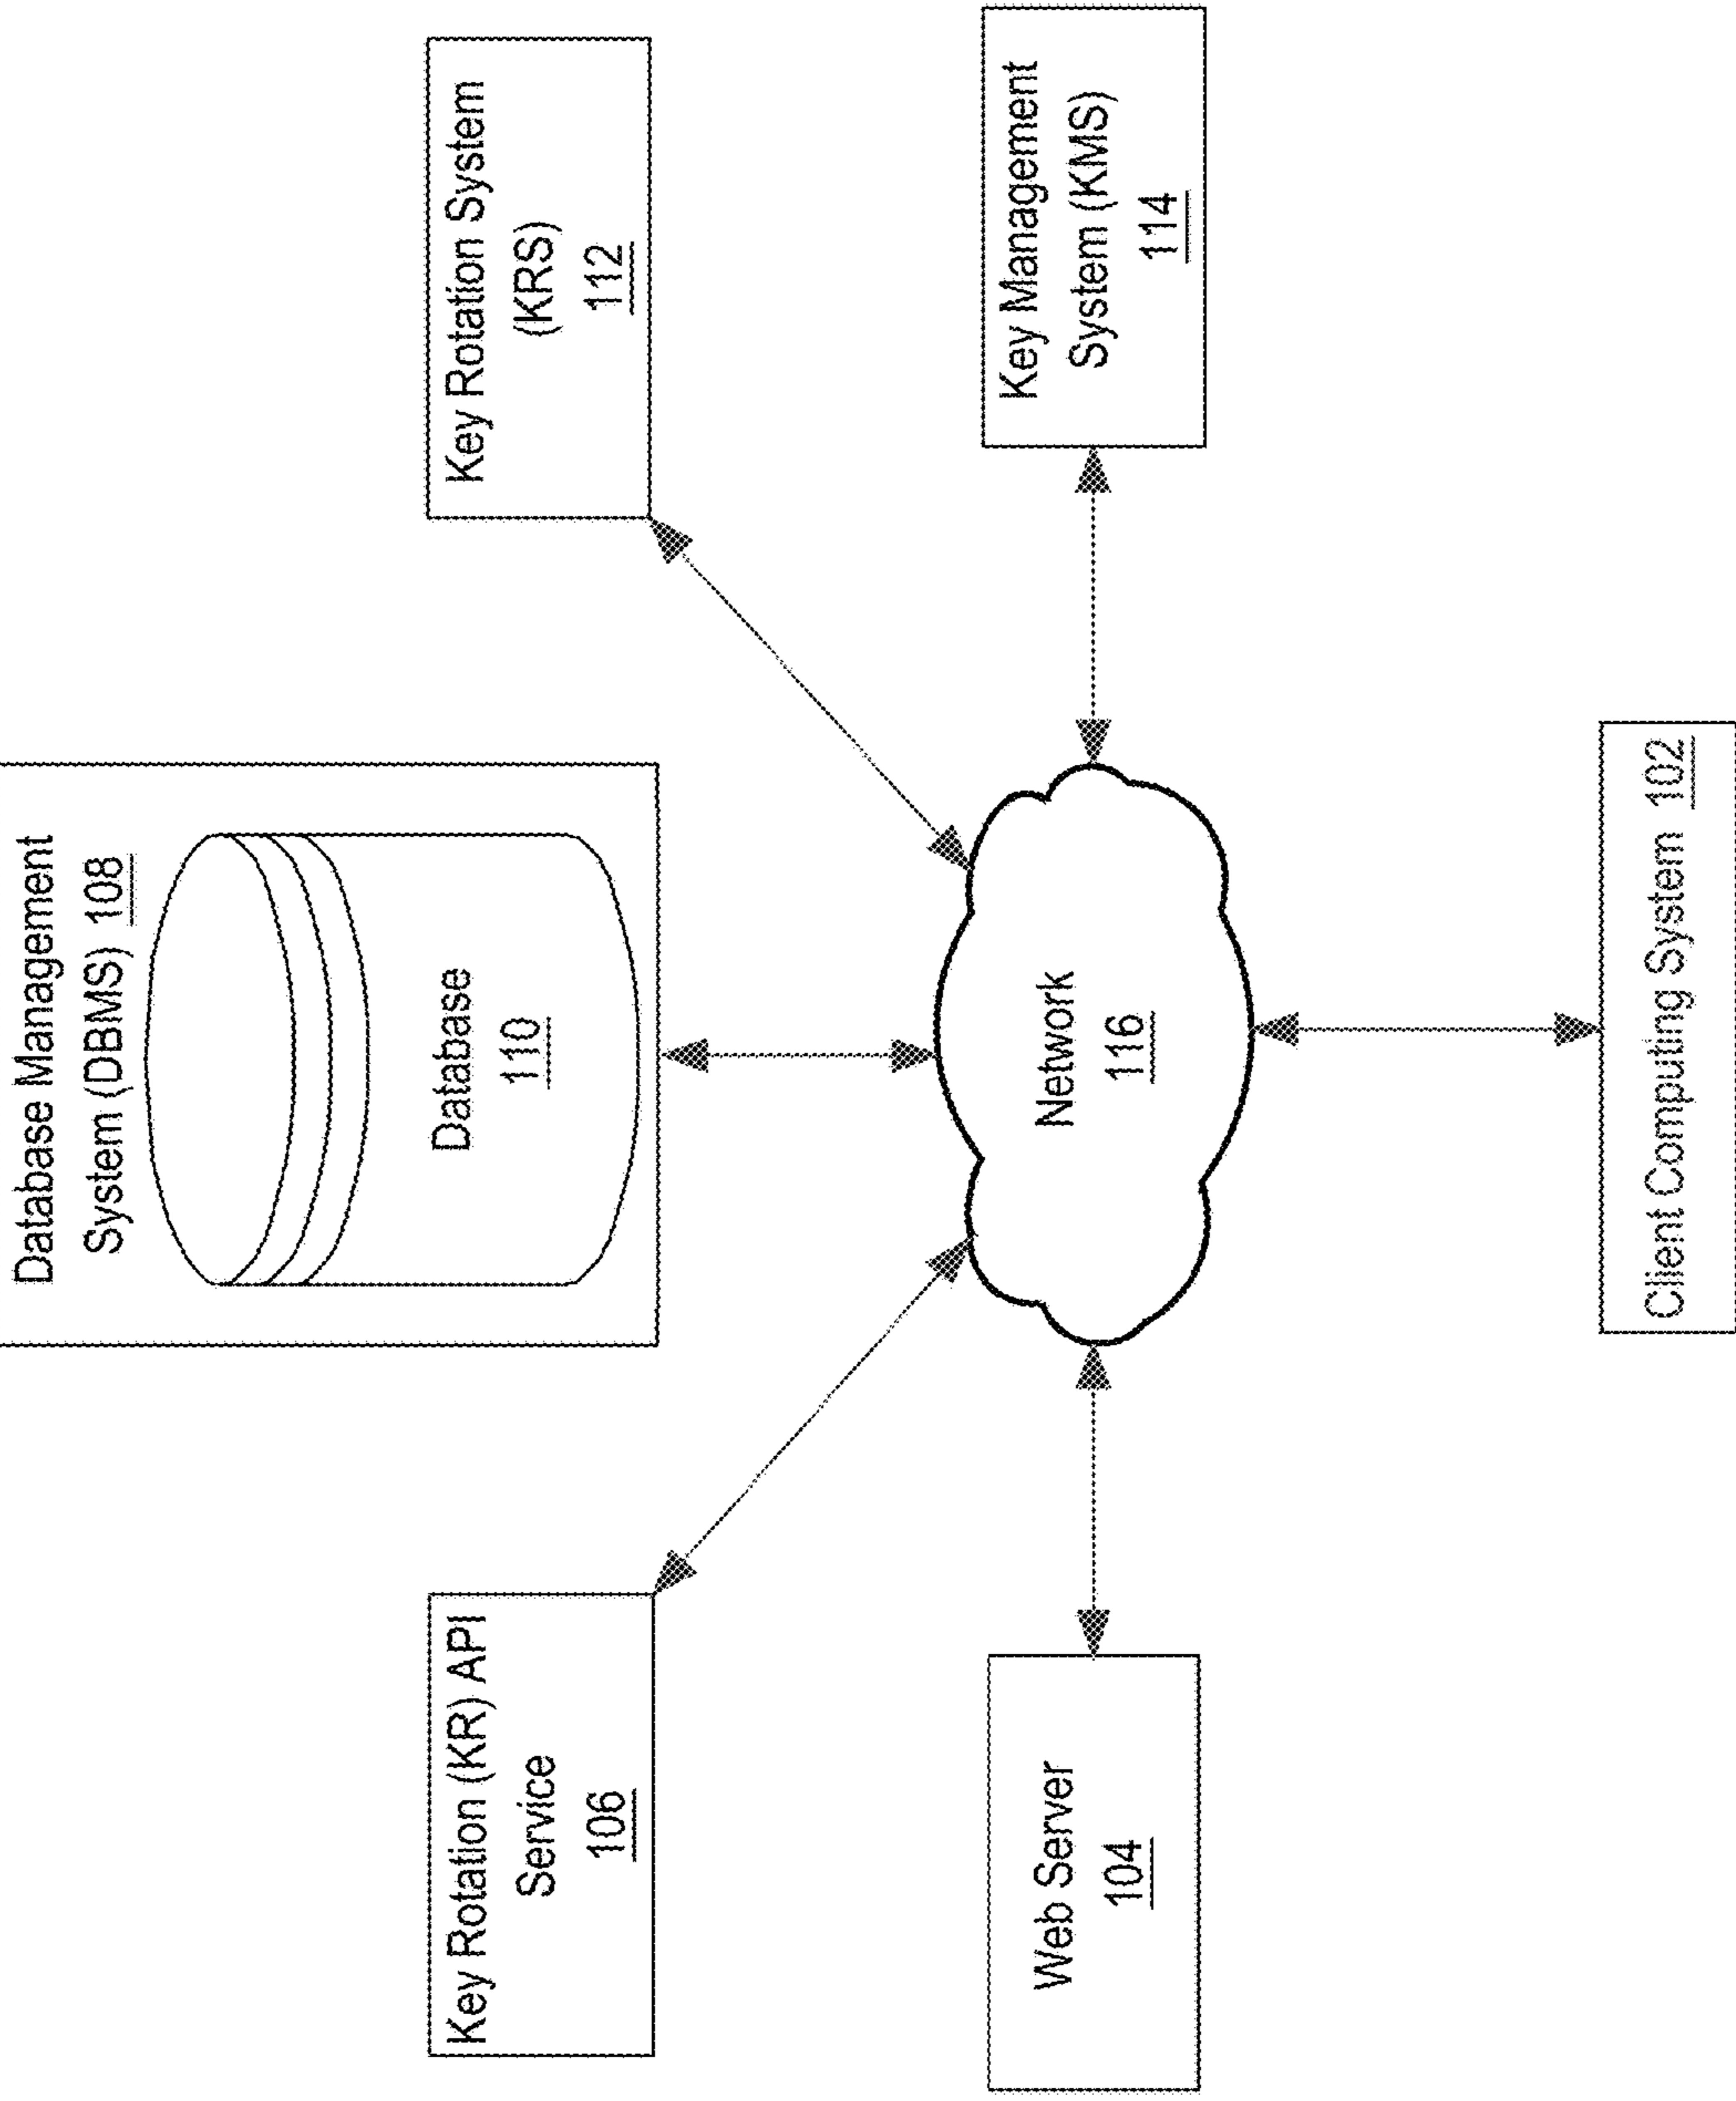 Database Management
System (DBMS) 108
Database
110
Key Rotation (KR) API
Service
106
Key Rotation System
(KRS)
112
Network
116
Web Server
104
Key Management
System (KMS)
114
Client Computing System 102